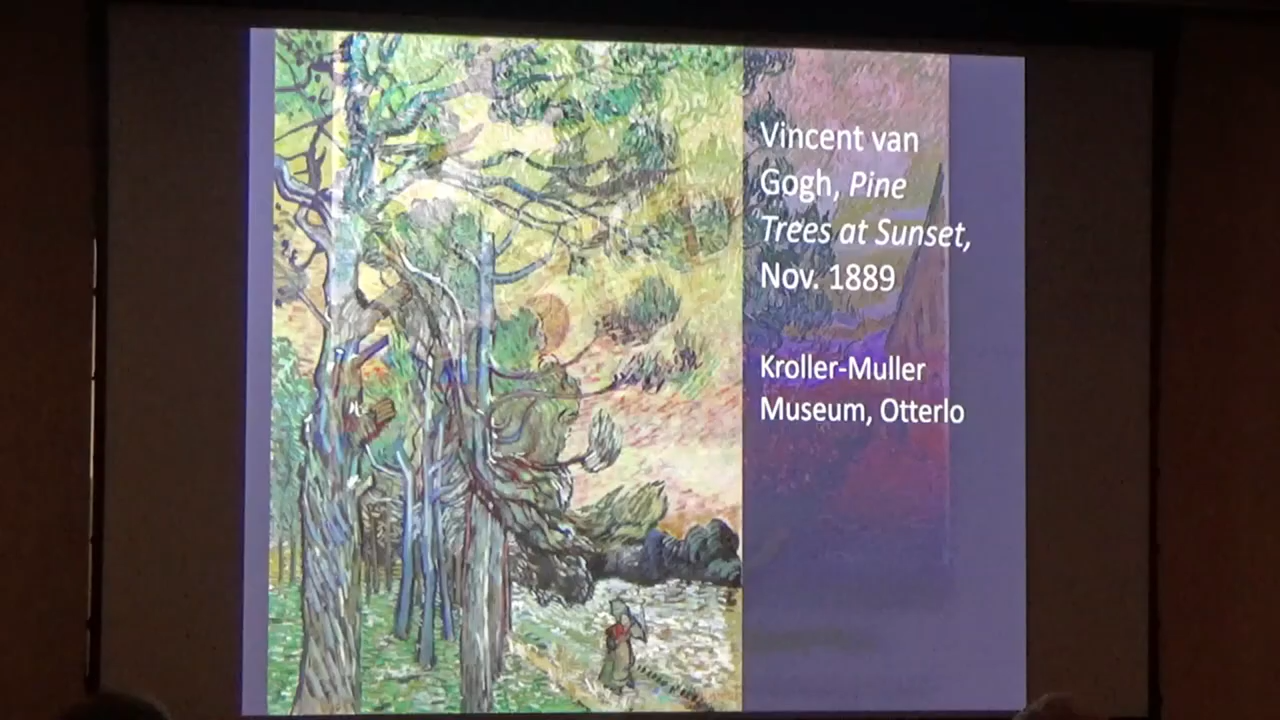 Vincent van
Gogh, Pine
Trees at Sunset,
Nov. 1889
Kroller-Muller
Museum, Otterlo